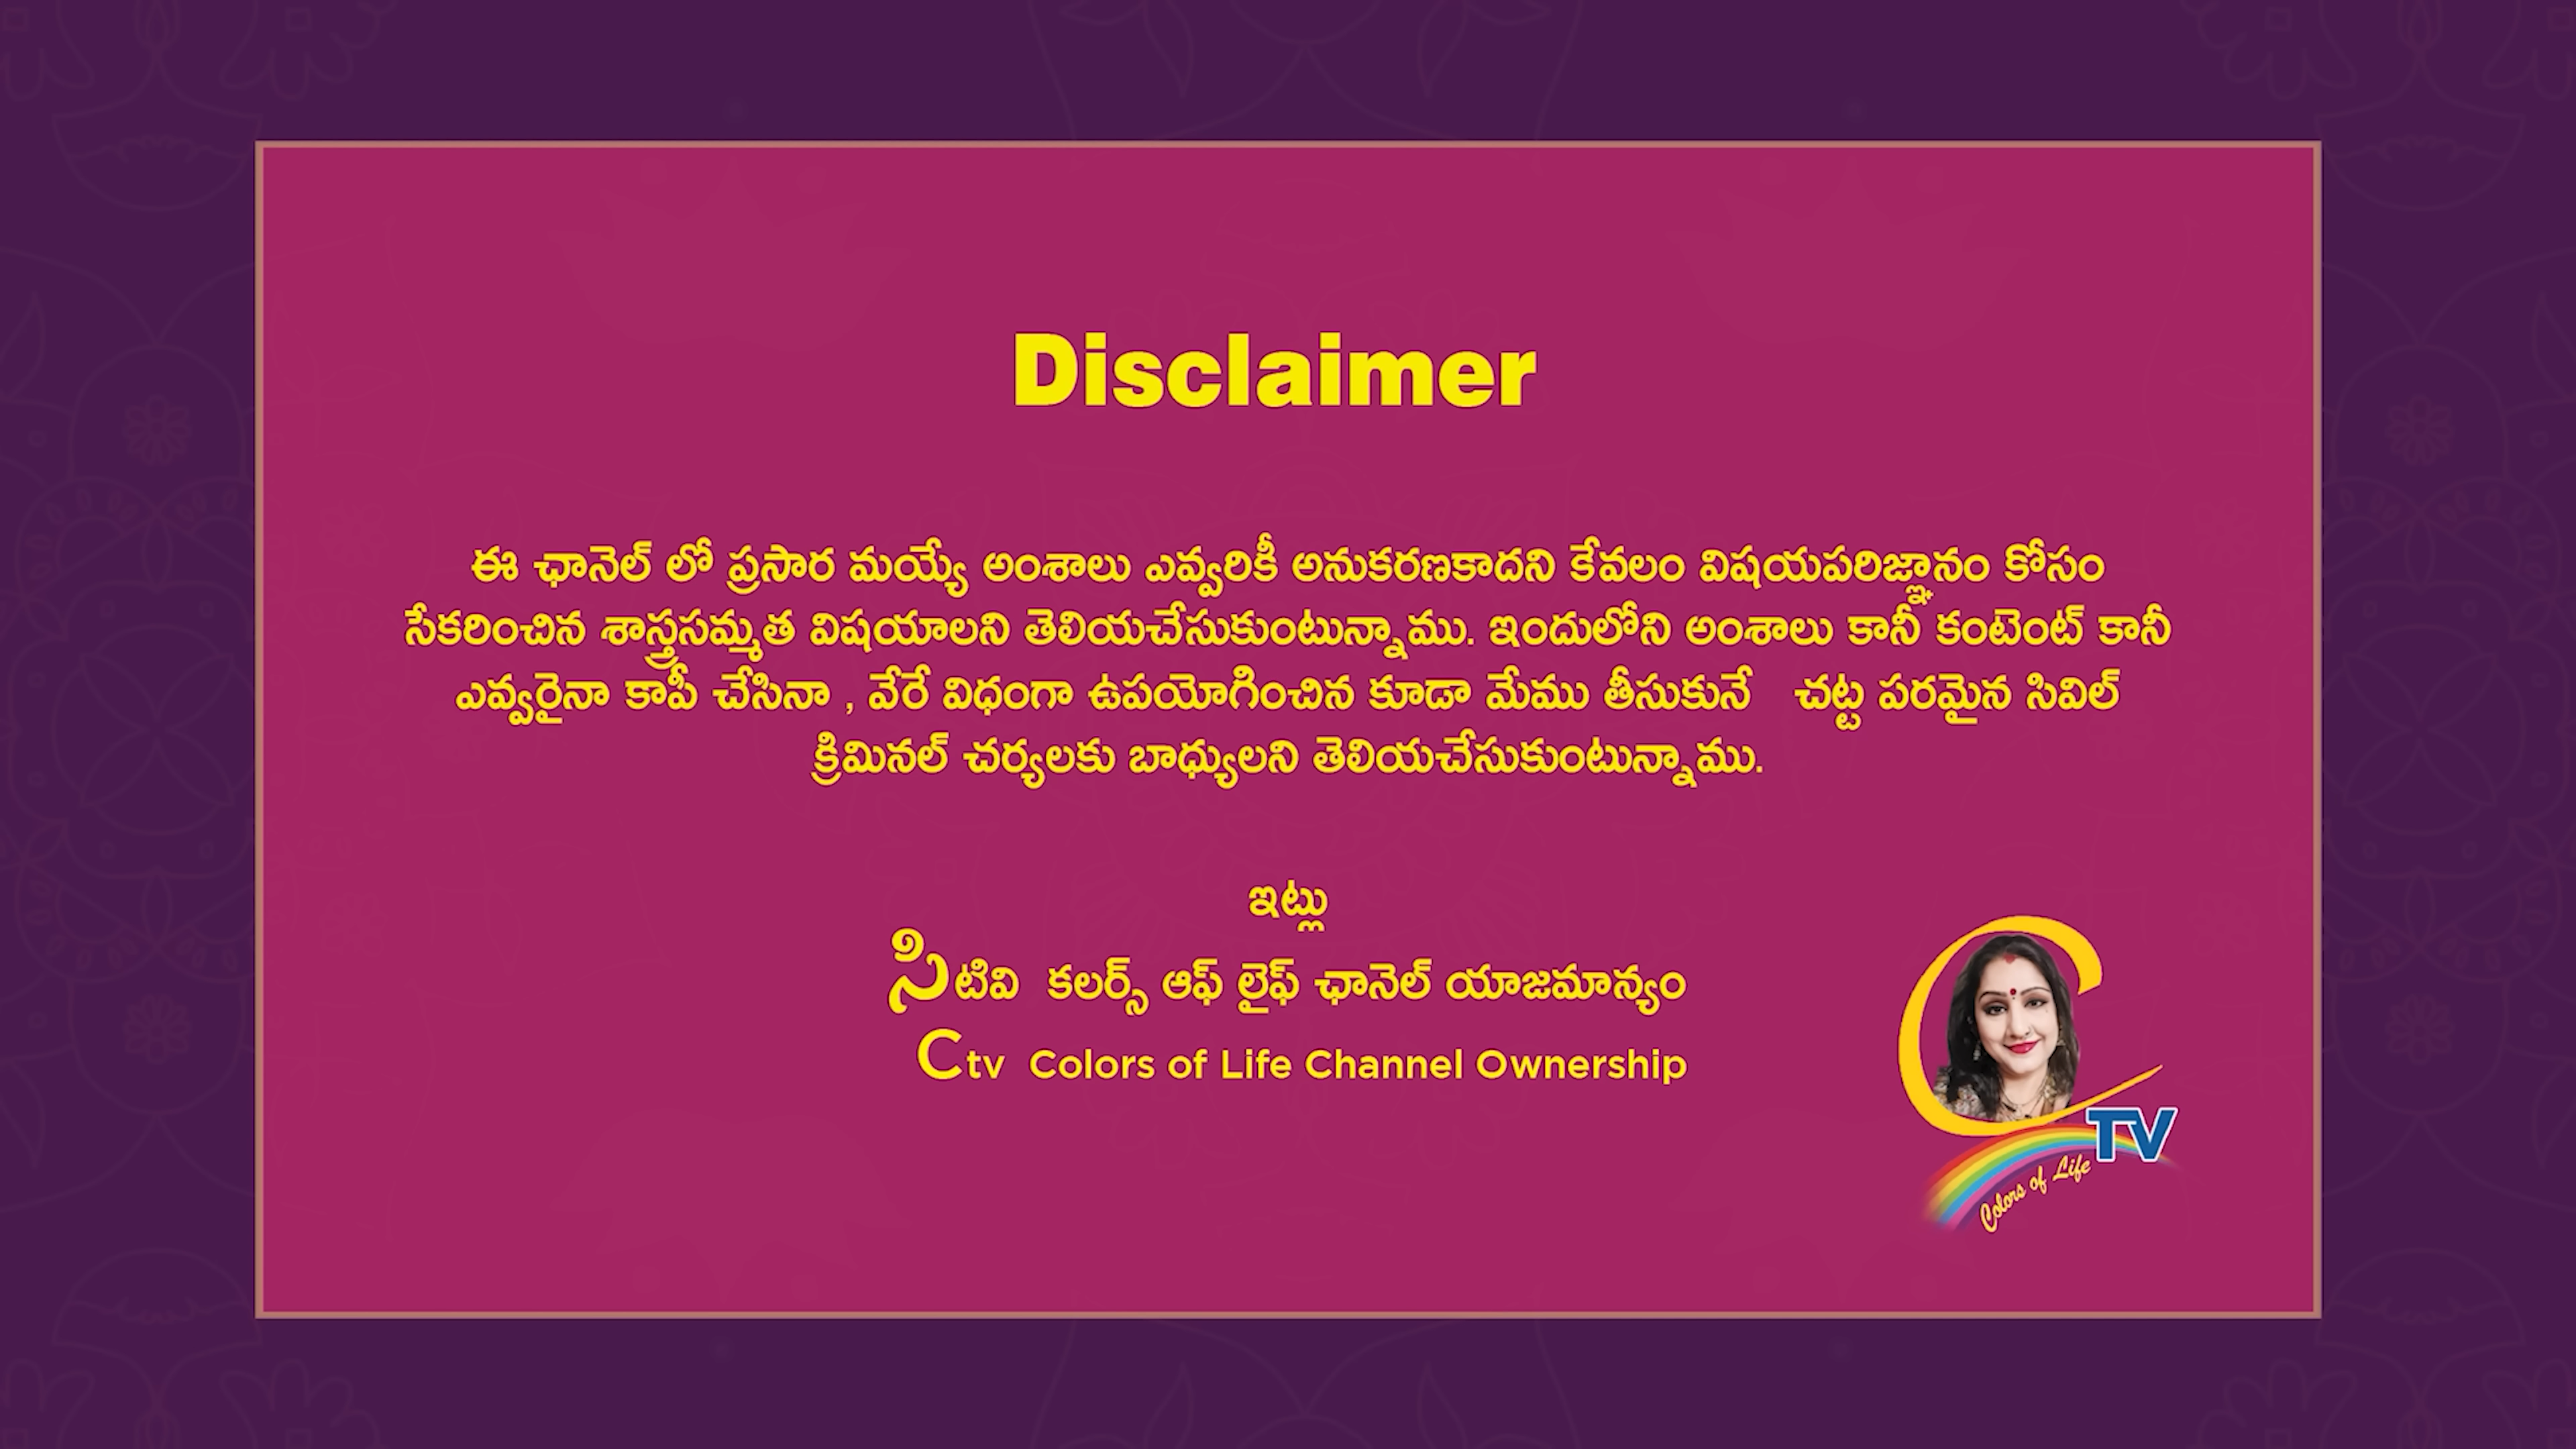 Disclaimer
ఈ ఛానెల్ లో ప్రసార మయ్యే అంశాలు ఎవ్వరికీ అనుకరణకాదని కేవలం విషయపరిజ్ఞానం కోసం
సేకరించిన శాస్త్రసమ్మత విషయాలని తెలియచేసుకుంటున్నాము. ఇందులోని అంశాలు కానీ కంటెంట్ కానీ
ఎవ్వరైనా కాపీ చేసినా , వేరే విధంగా ఉపయోగించిన కూడా మేము తీసుకునే చట్ట పరమైన సివిల్
క్రిమినల్ చర్యలకు బాధ్యులని తెలియచేసుకుంటున్నాము.
ఇట్లు
సిటివి కలర్స్ ఆఫ్ లైఫ్ ఛానెల్ యాజమాన్యం
Ctv Colors of Life Channel Ownership
C TV
Colors of Life